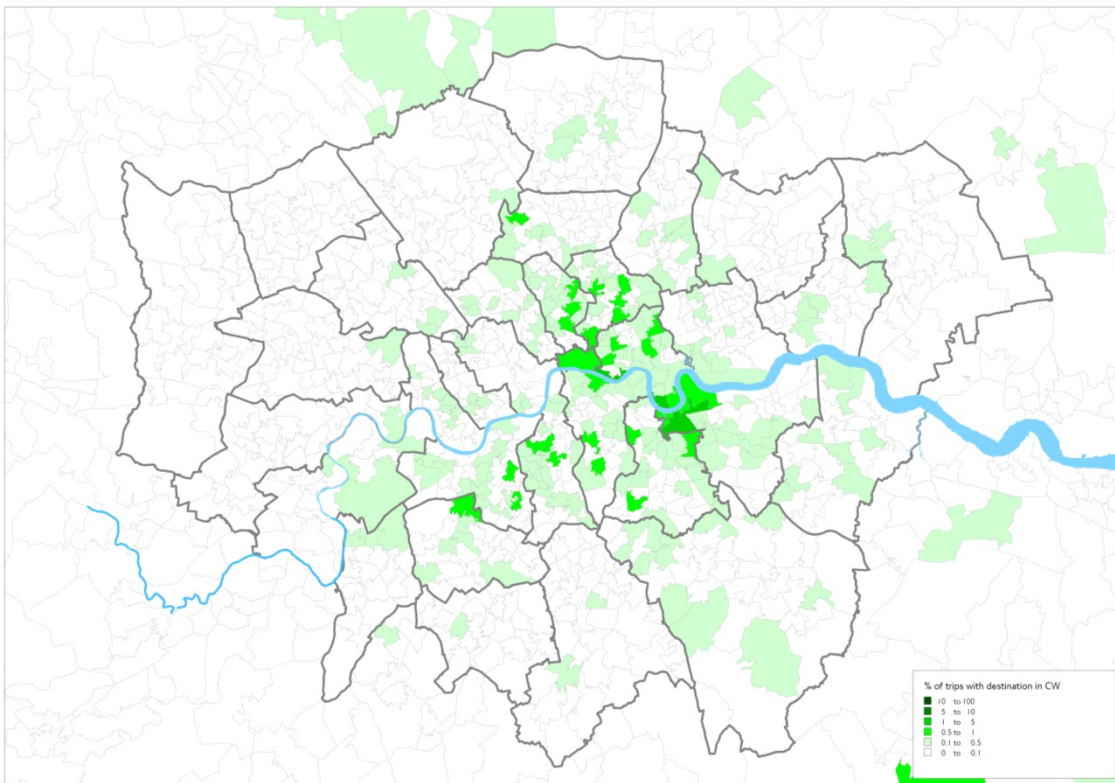 % of trips with destination in CW
10 to 100
5 to 10
1 to 5
0.5 to 1
0.1 to 0.5
0 to 0.1